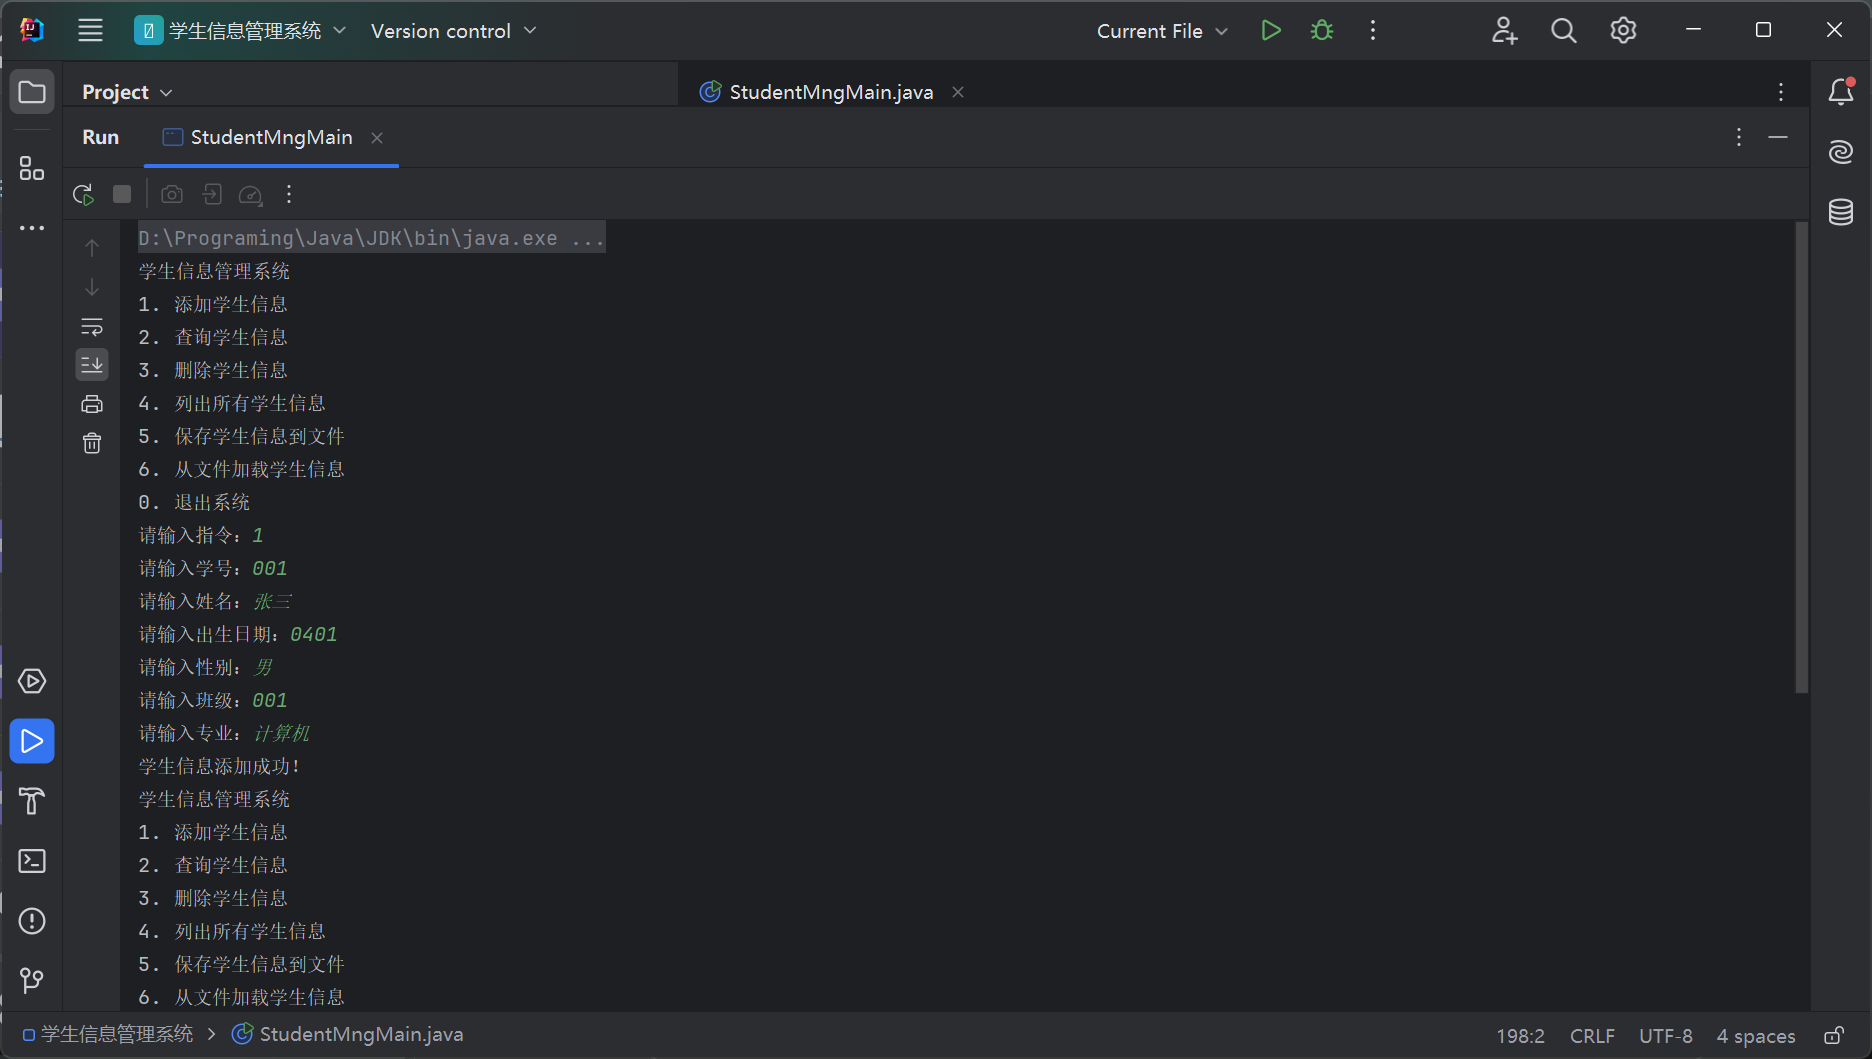 学生信息管理系统
Version control
Current File
Project
StudentMngMain.java
Run
StudentMngMain
D:\Programing\Java\JDK\bin\java.exe ...
学生信息管理系统
1. 添加学生信息
2. 查询学生信息
3. 删除学生信息
4. 列出所有学生信息
5. 保存学生信息到文件
6. 从文件加载学生信息
0. 退出系统
请输入指令：1
请输入学号：001
请输入姓名：张三
请输入出生日期：0401
请输入性别：男
请输入班级：001
请输入专业：计算机
学生信息添加成功！
学生信息管理系统
1. 添加学生信息
2. 查询学生信息
3. 删除学生信息
4. 列出所有学生信息
5. 保存学生信息到文件
6. 从文件加载学生信息
学生信息管理系统 > StudentMngMain.java
198:2 CRLF UTF-8 4 spaces